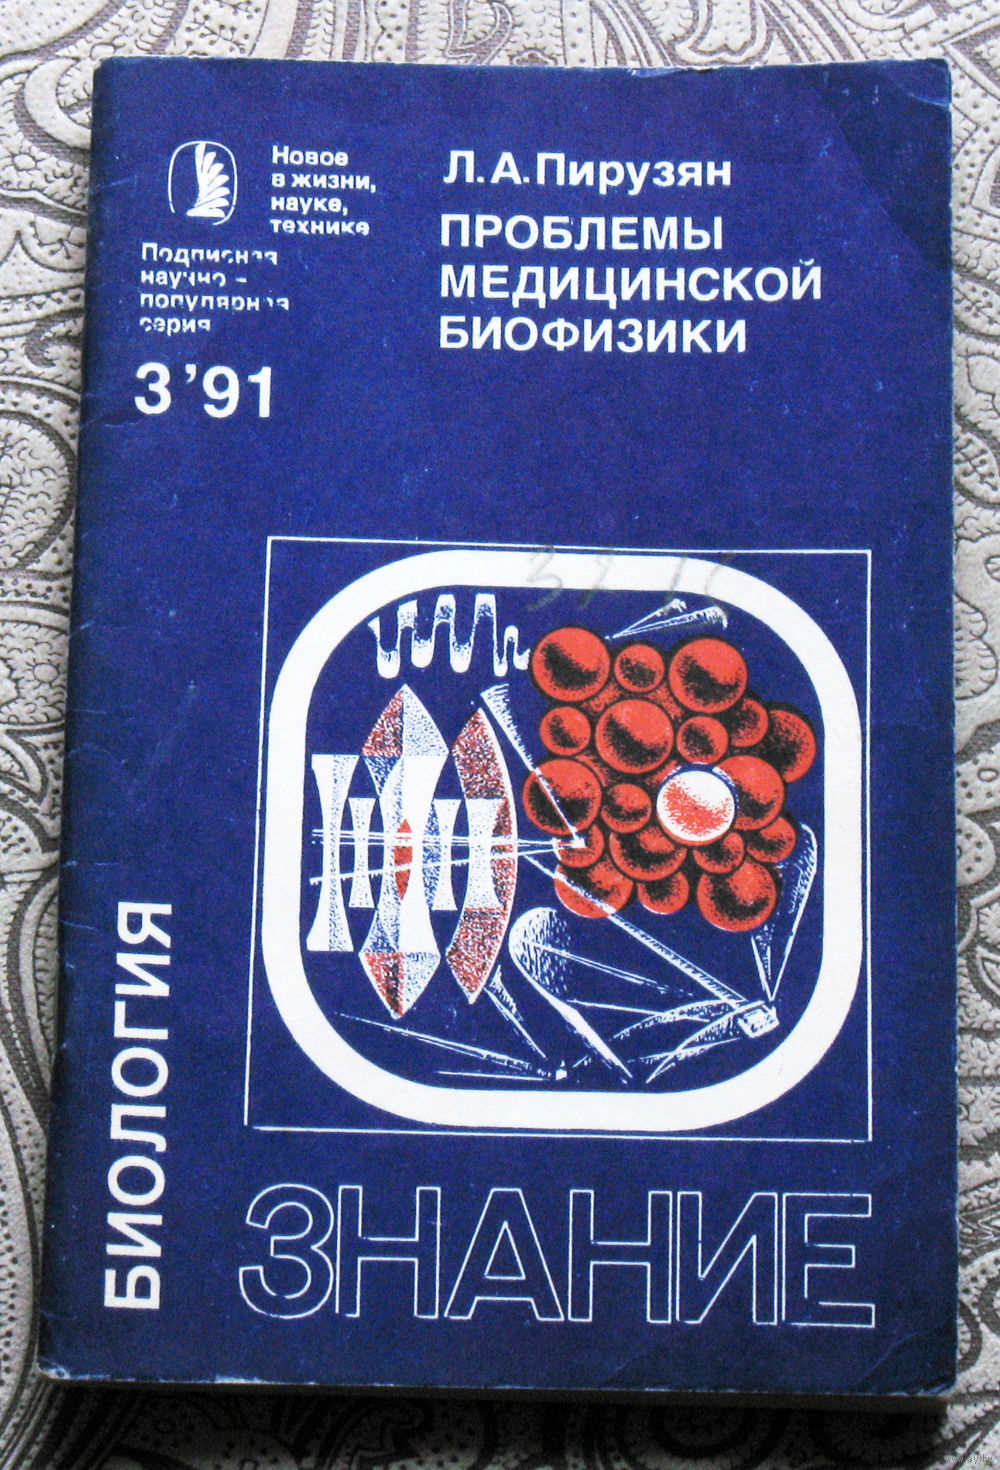 Новое
в жизни,
науке,
технике
Подписная
научно -
популярная
серия
3 '91
Л. А. Пирузян
ПРОБЛЕМЫ
МЕДИЦИНСКОЙ
БИОФИЗИКИ
БИОЛОГИЯ
ЗНАНИЕ